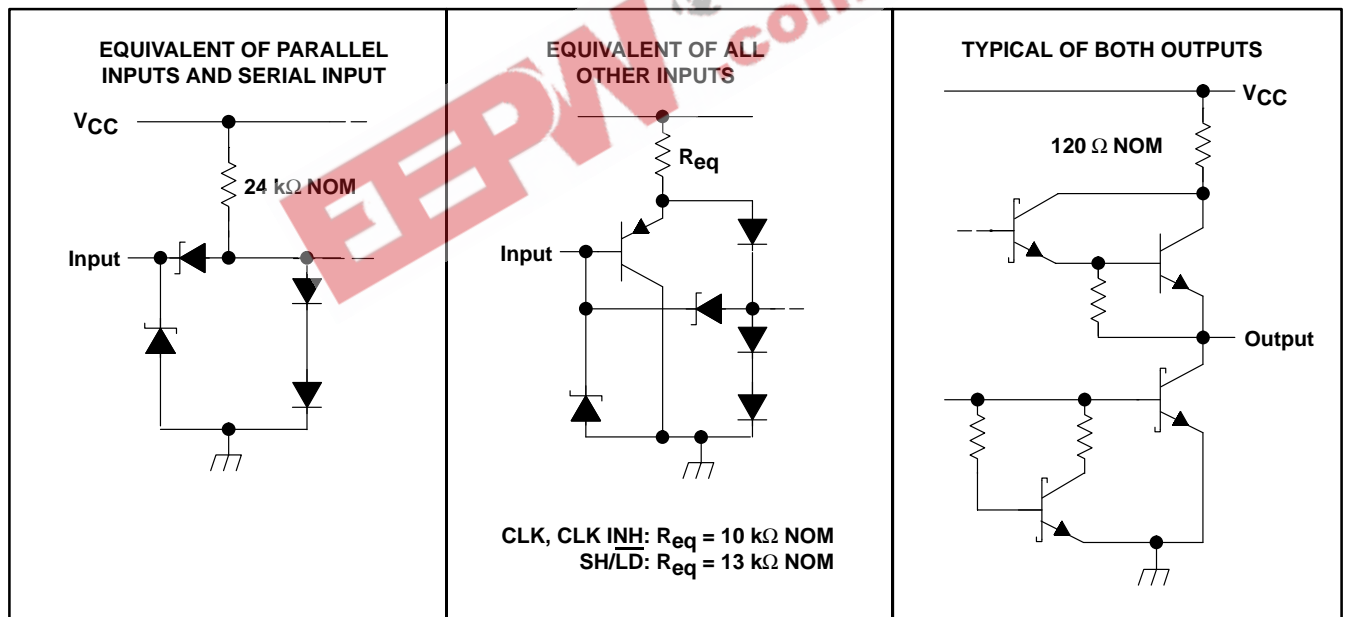 EQUIVALENT OF PARALLEL
INPUTS AND SERIAL INPUT
VCC
24 kΩ NOM
Input
EQUIVALENT OF ALL
OTHER INPUTS
Req
Input
CLK, CLK INH: Req = 10 kΩ NOM
SH/L̅D̅: Req = 13 kΩ NOM
TYPICAL OF BOTH OUTPUTS
VCC
120 Ω NOM
Output
EEPW
.com